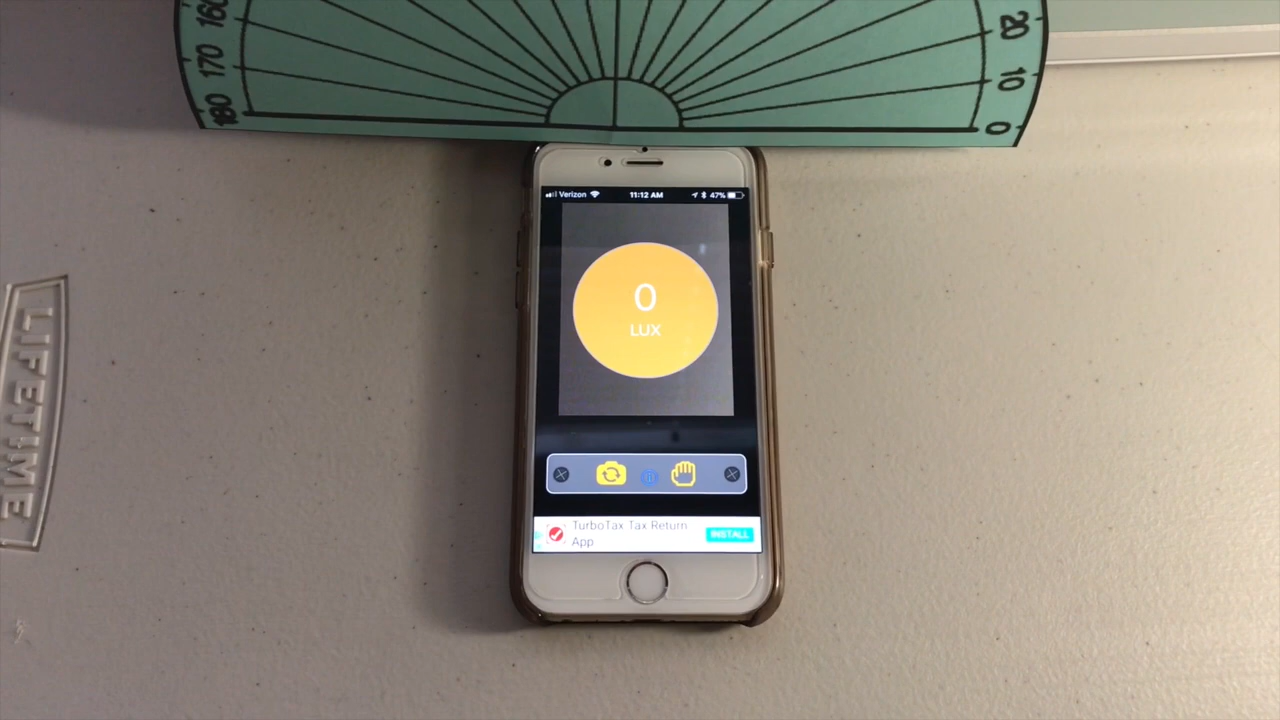 160
170
180
20
10
0
Verizon 11:12 AM 47%
0
LUX
TurboTax Tax Return
App
INSTALL
LIFETIME